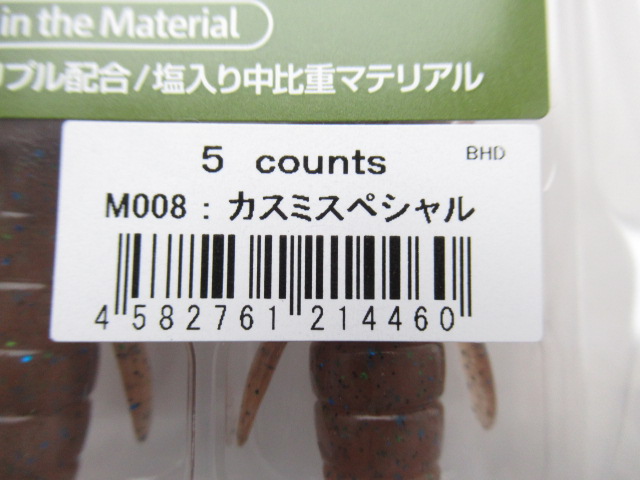 in the Material
リブル配合/塩入り中比重マテリアル
5 counts
BHD
M008：カスミスペシャル
4 582761 214460